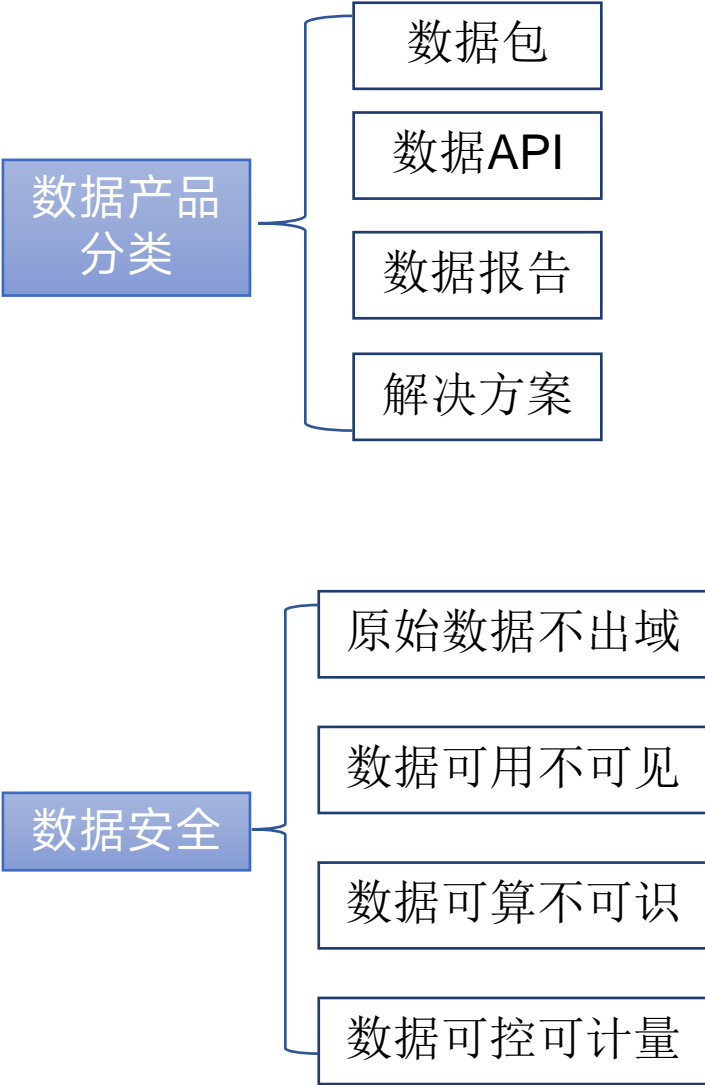 数据产品
分类
数据包
数据API
数据报告
解决方案
数据安全
原始数据不出域
数据可用不可见
数据可算不可识
数据可控可计量